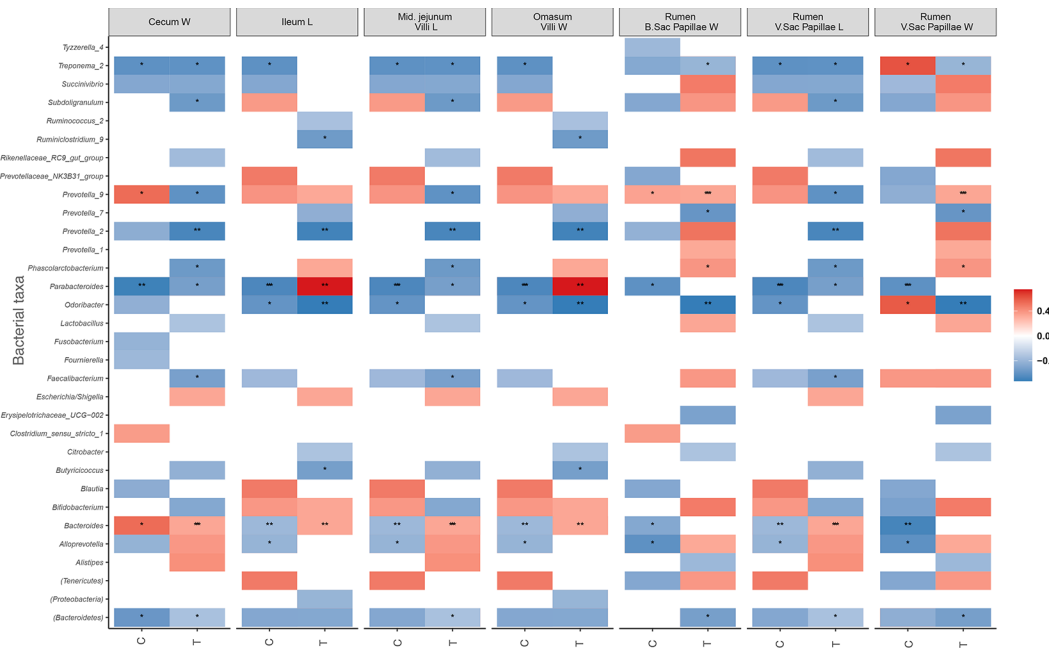 Cecum W
Ileum L
Mid. jejunum
Villi L
Omasum
Villi W
Rumen
B.Sac Papillae W
Rumen
V.Sac Papillae L
Rumen
V.Sac Papillae W
Bacterial taxa
Tyzzerella_4
Treponema_2
Succinivibrio
Subdoligranulum
Ruminococcus_2
Ruminiclostridium_9
Rikenellaceae_RC9_gut_group
Prevotellaceae_NK3B31_group
Prevotella_9
Prevotella_7
Prevotella_2
Prevotella_1
Phascolarctobacterium
Parabacteroides
Odoribacter
Lactobacillus
Fusobacterium
Fournierella
Faecalibacterium
Escherichia/Shigella
Erysipelotrichaceae_UCG−002
Clostridium_sensu_stricto_1
Citrobacter
Butyricicoccus
Blautia
Bifidobacterium
Bacteroides
Alloprevotella
Alistipes
(Tenericutes)
(Proteobacteria)
(Bacteroidetes)
C T C T C T C T C T C T C T
0.4
0.0